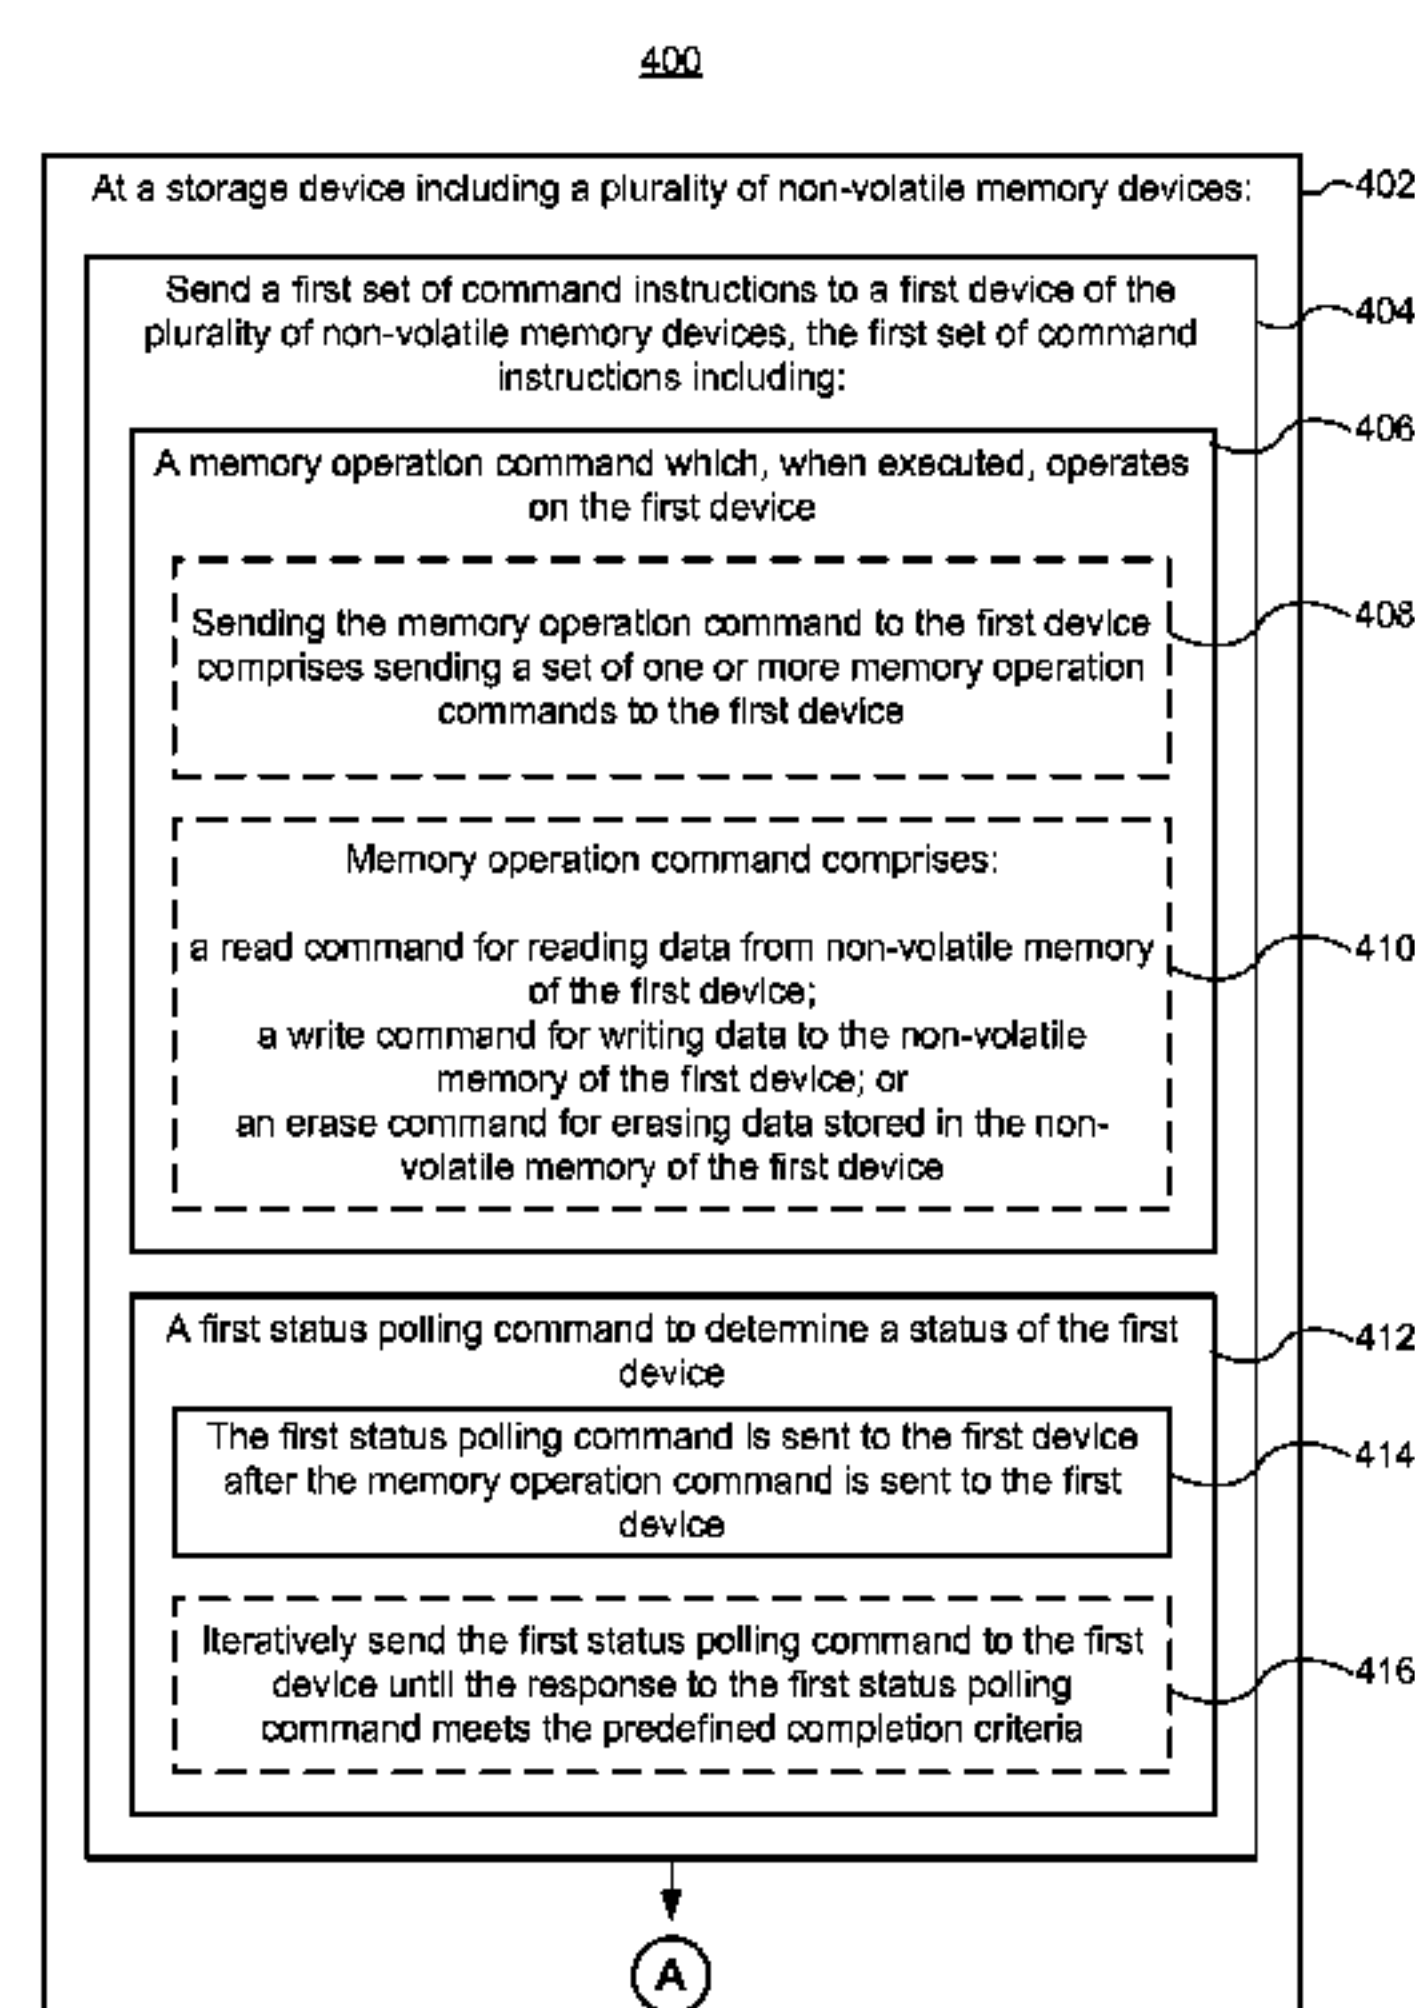 400
At a storage device including a plurality of non-volatile memory devices:
402
Send a first set of command instructions to a first device of the
plurality of non-volatile memory devices, the first set of command
instructions including:
404
406
A memory operation command which, when executed, operates
on the first device
Sending the memory operation command to the first device
comprises sending a set of one or more memory operation
commands to the first device
408
Memory operation command comprises:
a read command for reading data from non-volatile memory
of the first device;
a write command for writing data to the non-volatile
memory of the first device; or
an erase command for erasing data stored in the non-
volatile memory of the first device
410
A first status polling command to determine a status of the first
device
412
The first status polling command is sent to the first device
after the memory operation command is sent to the first
device
414
Iteratively send the first status polling command to the first
device until the response to the first status polling
command meets the predefined completion criteria
416
A